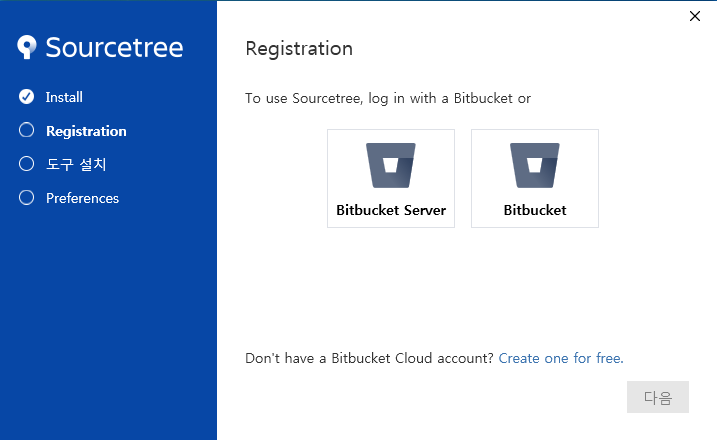 Sourcetree
Install
Registration
도구 설치
Preferences
Registration
To use Sourcetree, log in with a Bitbucket or
Bitbucket Server
Bitbucket
Don't have a Bitbucket Cloud account? Create one for free.
다음